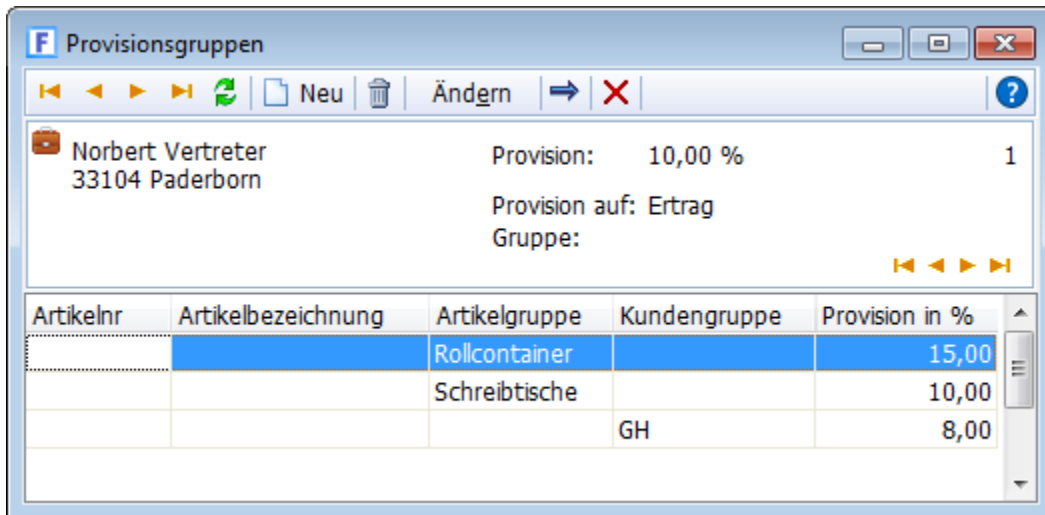 F Provisionsgruppen
Neu Ändern ?
Norbert Vertreter Provision: 10,00 % 1
33104 Paderborn
Provision auf: Ertrag
Gruppe:
Artikelnr Artikelbezeichnung Artikelgruppe Kundengruppe Provision in %
Rollcontainer 15,00
Schreibtische 10,00
GH 8,00